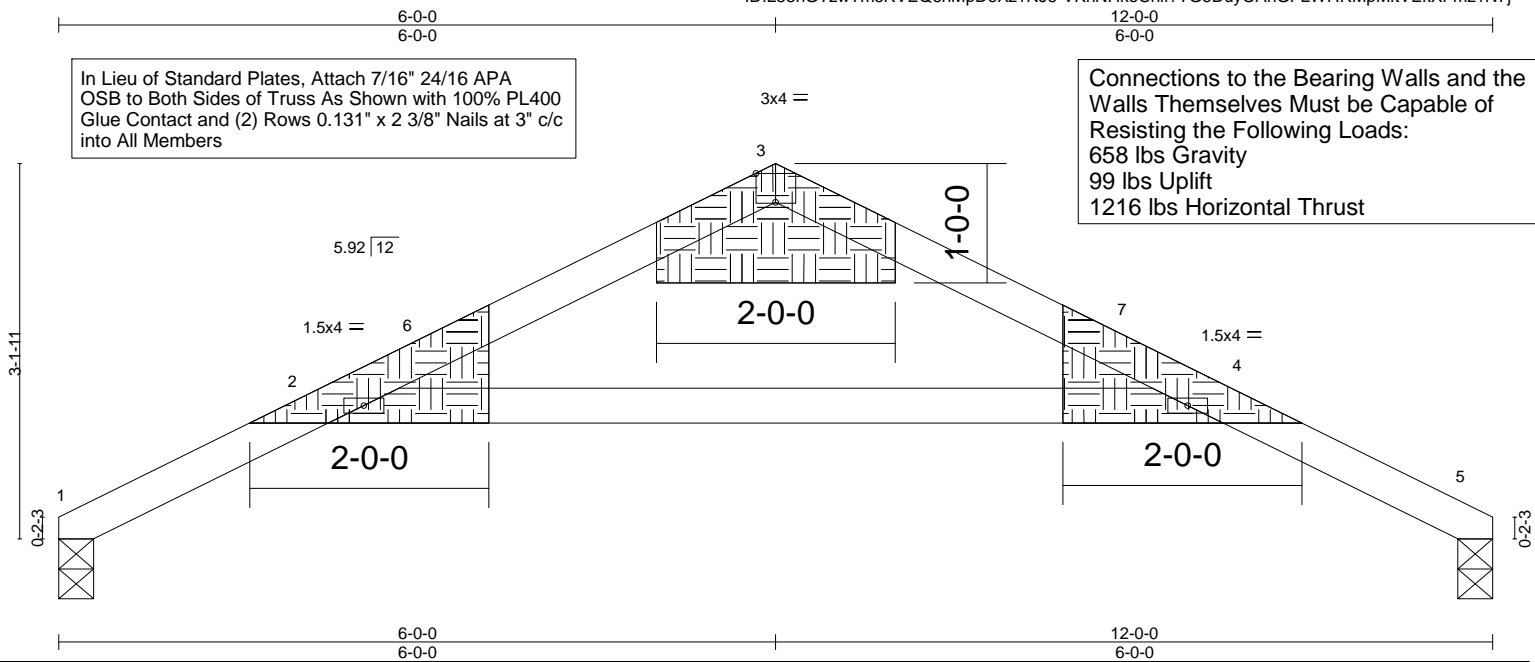 6-0-0
6-0-0
12-0-0
6-0-0
In Lieu of Standard Plates, Attach 7/16" 24/16 APA
OSB to Both Sides of Truss As Shown with 100% PL400
Glue Contact and (2) Rows 0.131" x 2 3/8" Nails at 3" c/c
into All Members
3x4 =
Connections to the Bearing Walls and the
Walls Themselves Must be Capable of
Resisting the Following Loads:
658 lbs Gravity
99 lbs Uplift
1216 lbs Horizontal Thrust
3
1-0-0
5.92 12
2-0-0
1.5x4 =
6
7
1.5x4 =
3-1-11
2
4
2-0-0
2-0-0
1
5
0-2-3
0-2-3
6-0-0
6-0-0
12-0-0
6-0-0